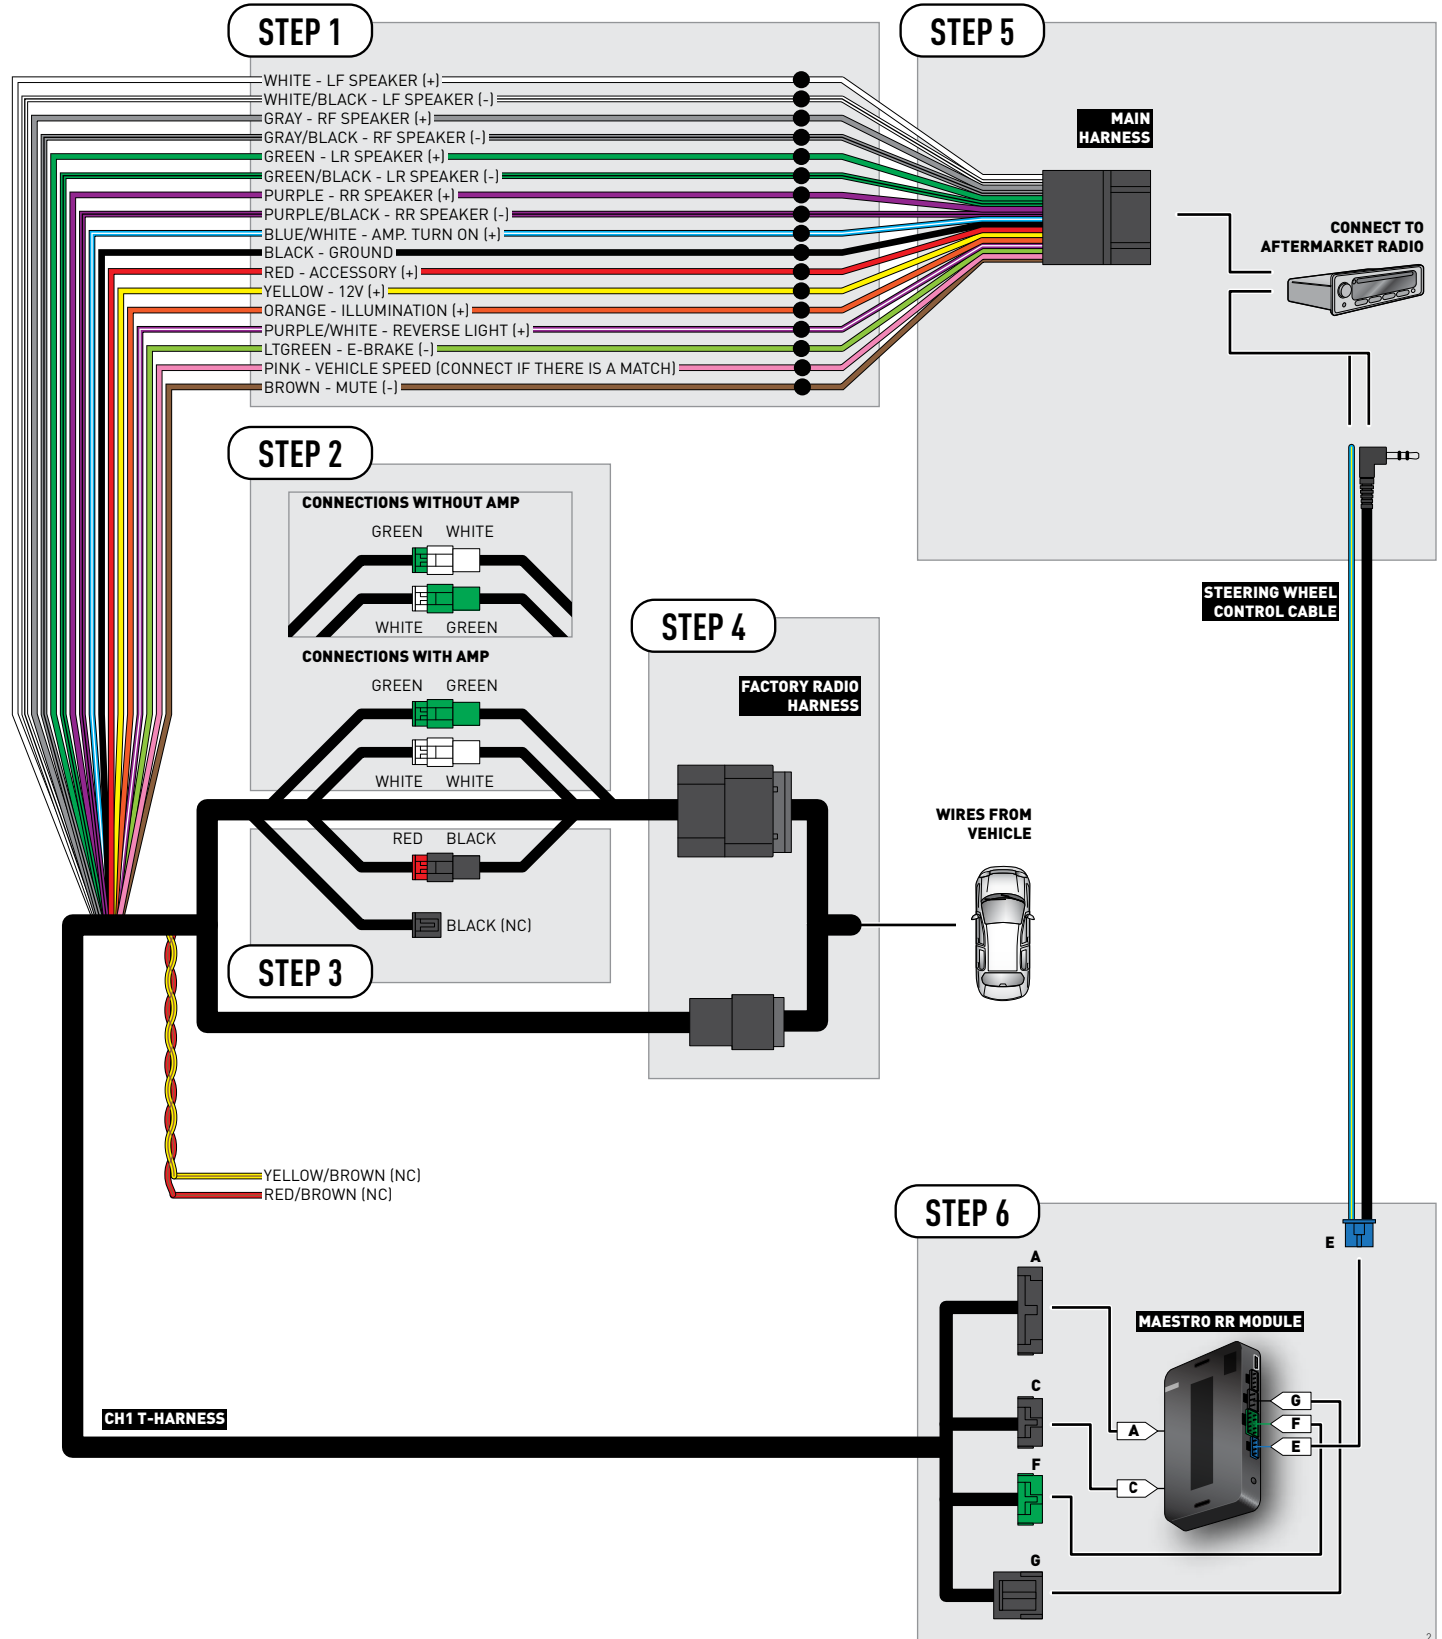 STEP 1
WHITE - LF SPEAKER (+)
WHITE/BLACK - LF SPEAKER (-)
GRAY - RF SPEAKER (+)
GRAY/BLACK - RF SPEAKER (-)
GREEN - LR SPEAKER (+)
GREEN/BLACK - LR SPEAKER (-)
PURPLE - RR SPEAKER (+)
PURPLE/BLACK - RR SPEAKER (-)
BLUE/WHITE - AMP. TURN ON (+)
BLACK - GROUND
RED - ACCESSORY (+)
YELLOW - 12V (+)
ORANGE - ILLUMINATION (+)
PURPLE/WHITE - REVERSE LIGHT (+)
LTGREEN - E-BRAKE (-)
PINK - VEHICLE SPEED (CONNECT IF THERE IS A MATCH)
BROWN - MUTE (-)
STEP 5
MAIN
HARNESS
CONNECT TO
AFTERMARKET RADIO
STEERING WHEEL
CONTROL CABLE
STEP 2
CONNECTIONS WITHOUT AMP
GREEN WHITE
WHITE GREEN
CONNECTIONS WITH AMP
GREEN GREEN
WHITE WHITE
RED BLACK
BLACK (NC)
STEP 3
STEP 4
FACTORY RADIO
HARNESS
WIRES FROM
VEHICLE
YELLOW/BROWN (NC)
RED/BROWN (NC)
CH1 T-HARNESS
STEP 6
E
A
C
F
G
MAESTRO RR MODULE
A
C
G
F
E
2